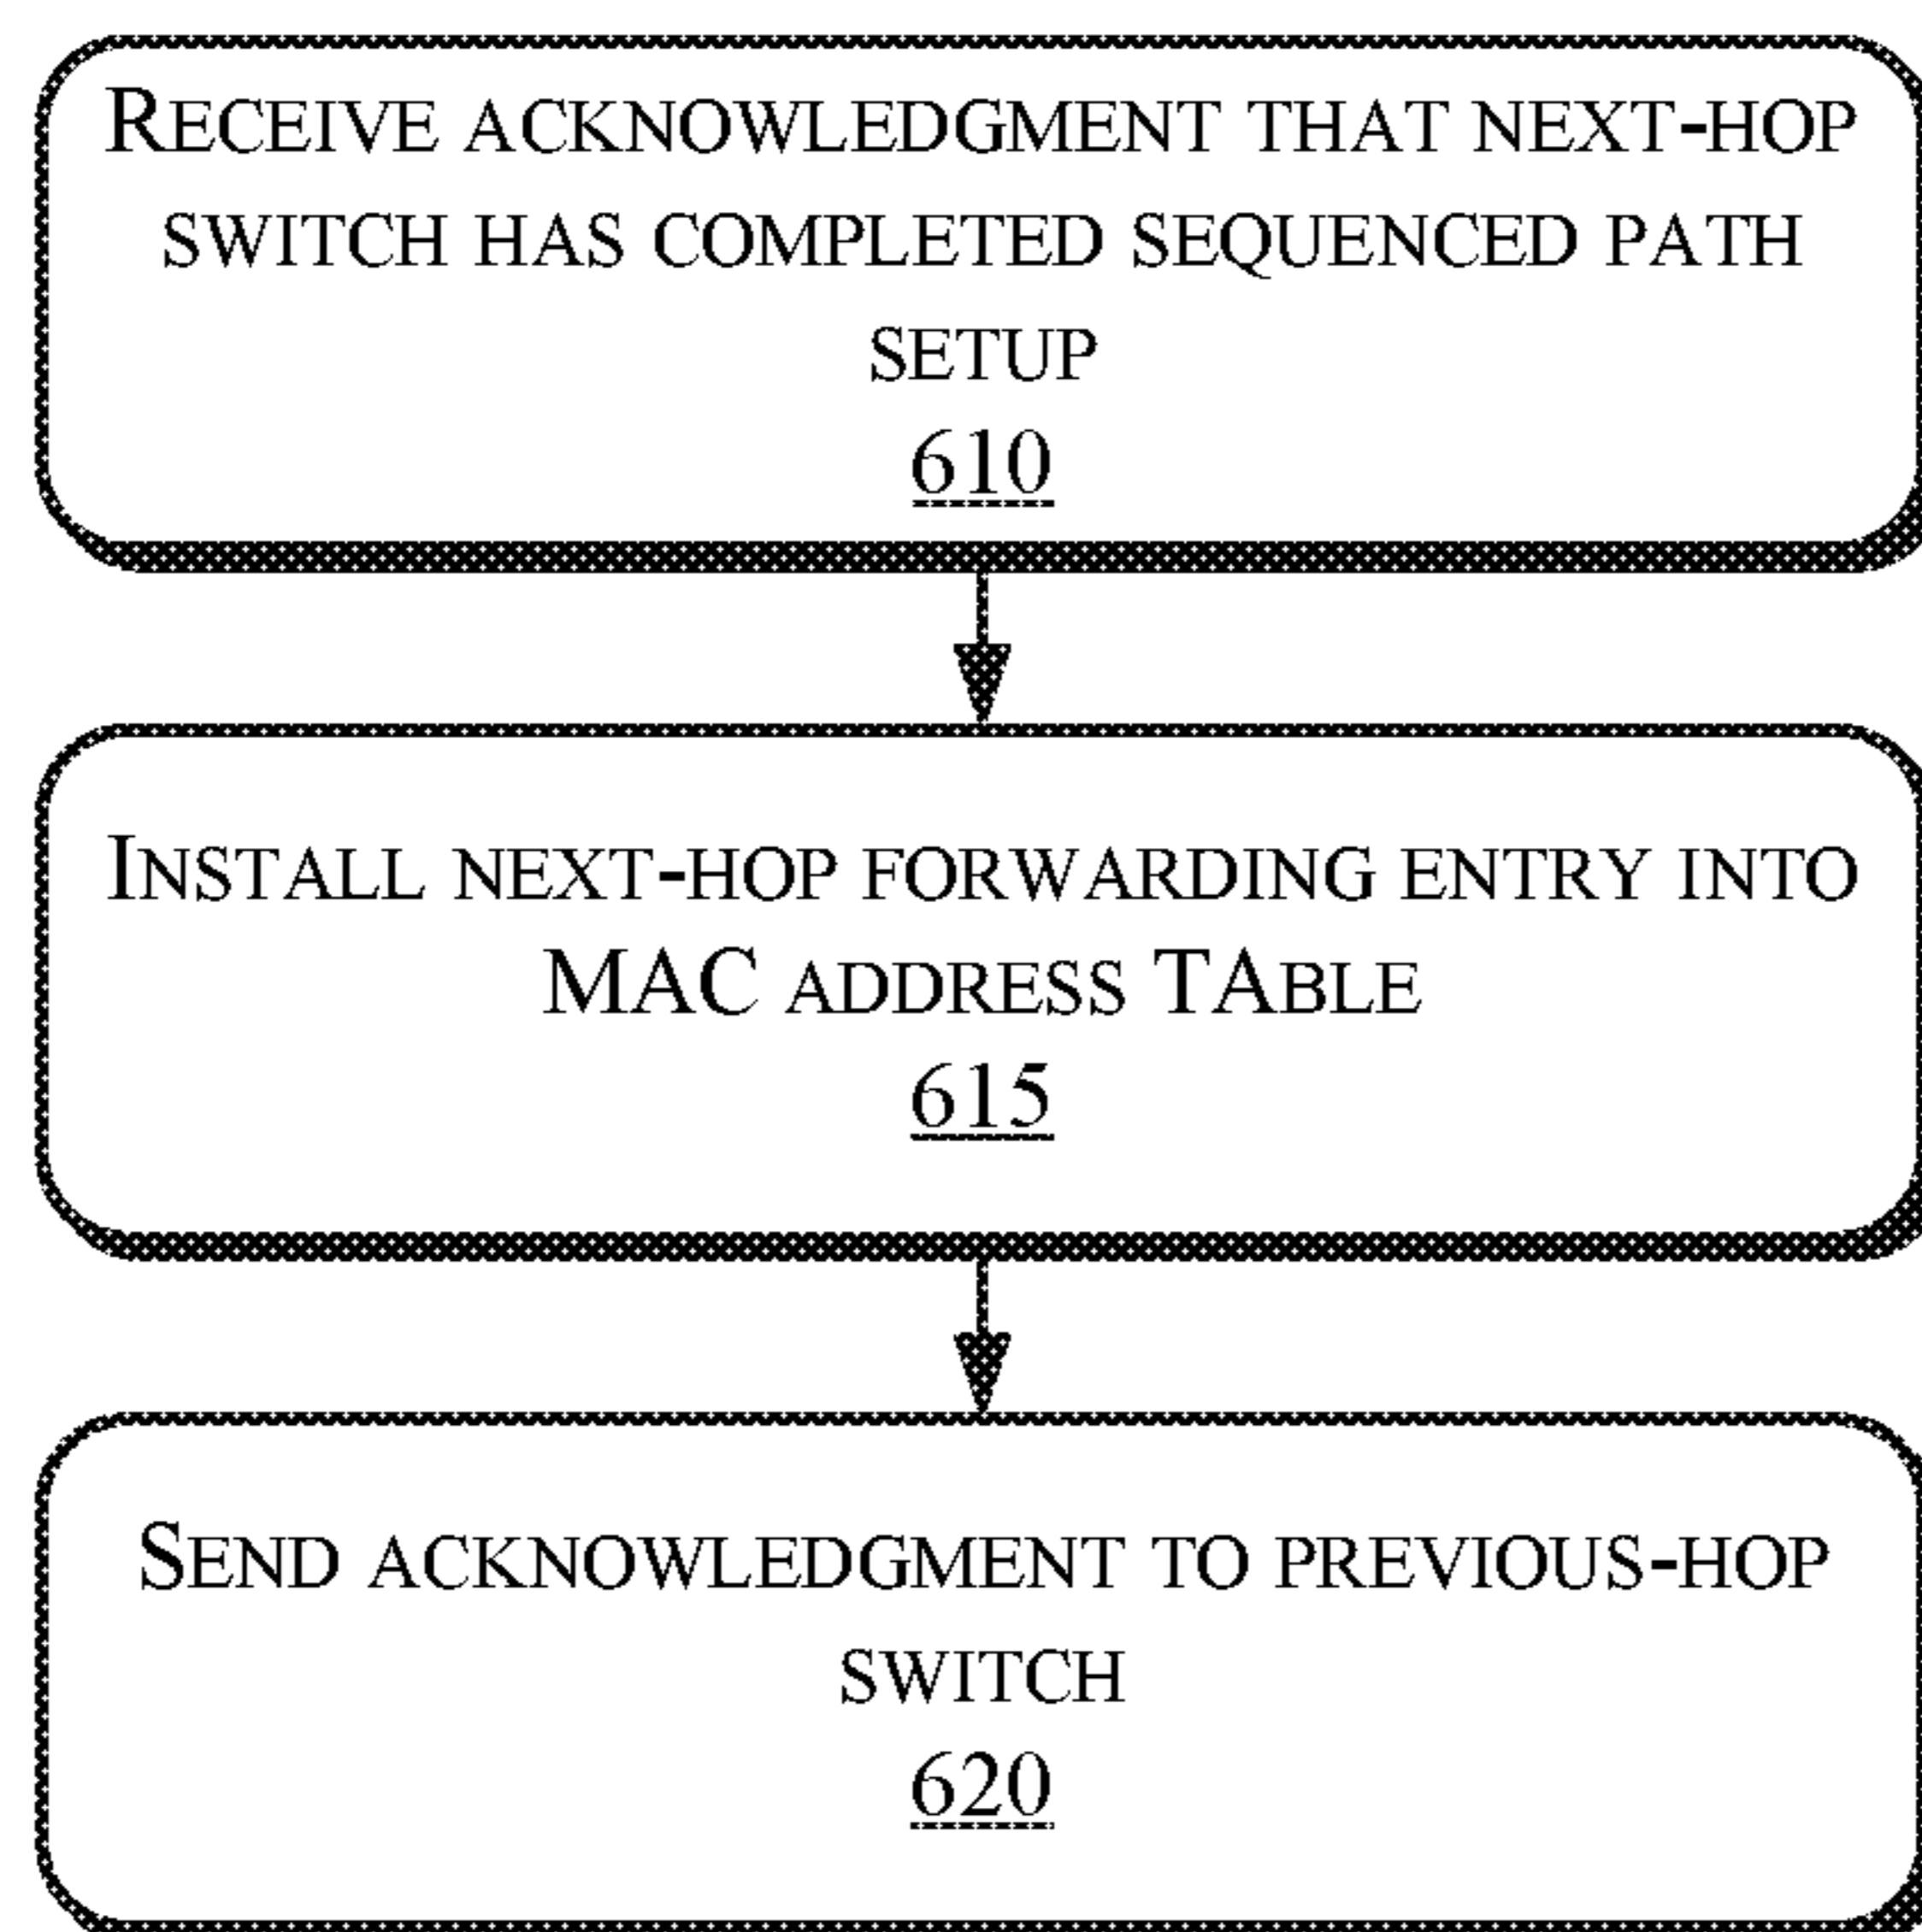 RECEIVE ACKNOWLEDGMENT THAT NEXT-HOP
SWITCH HAS COMPLETED SEQUENCED PATH
SETUP
610
INSTALL NEXT-HOP FORWARDING ENTRY INTO
MAC ADDRESS TABLE
615
SEND ACKNOWLEDGMENT TO PREVIOUS-HOP
SWITCH
620